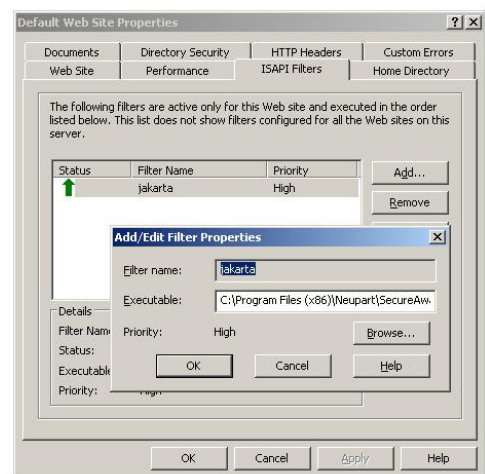 Default Web Site Properties
Documents Directory Security HTTP Headers Custom Errors
Web Site Performance ISAPI Filters Home Directory
The following filters are active only for this Web site and executed in the order
listed below. This list does not show filters configured for all the Web sites on this
server.
Status Filter Name Priority
jakarta High
Add...
Remove
Add/Edit Filter Properties
Filter name: jakarta
Executable: C:\Program Files (x86)\Neupart\SecureAw
Priority: High
Browse...
OK Cancel Help
Details
Filter Name
Status:
Executable
Priority:
OK Cancel Apply Help